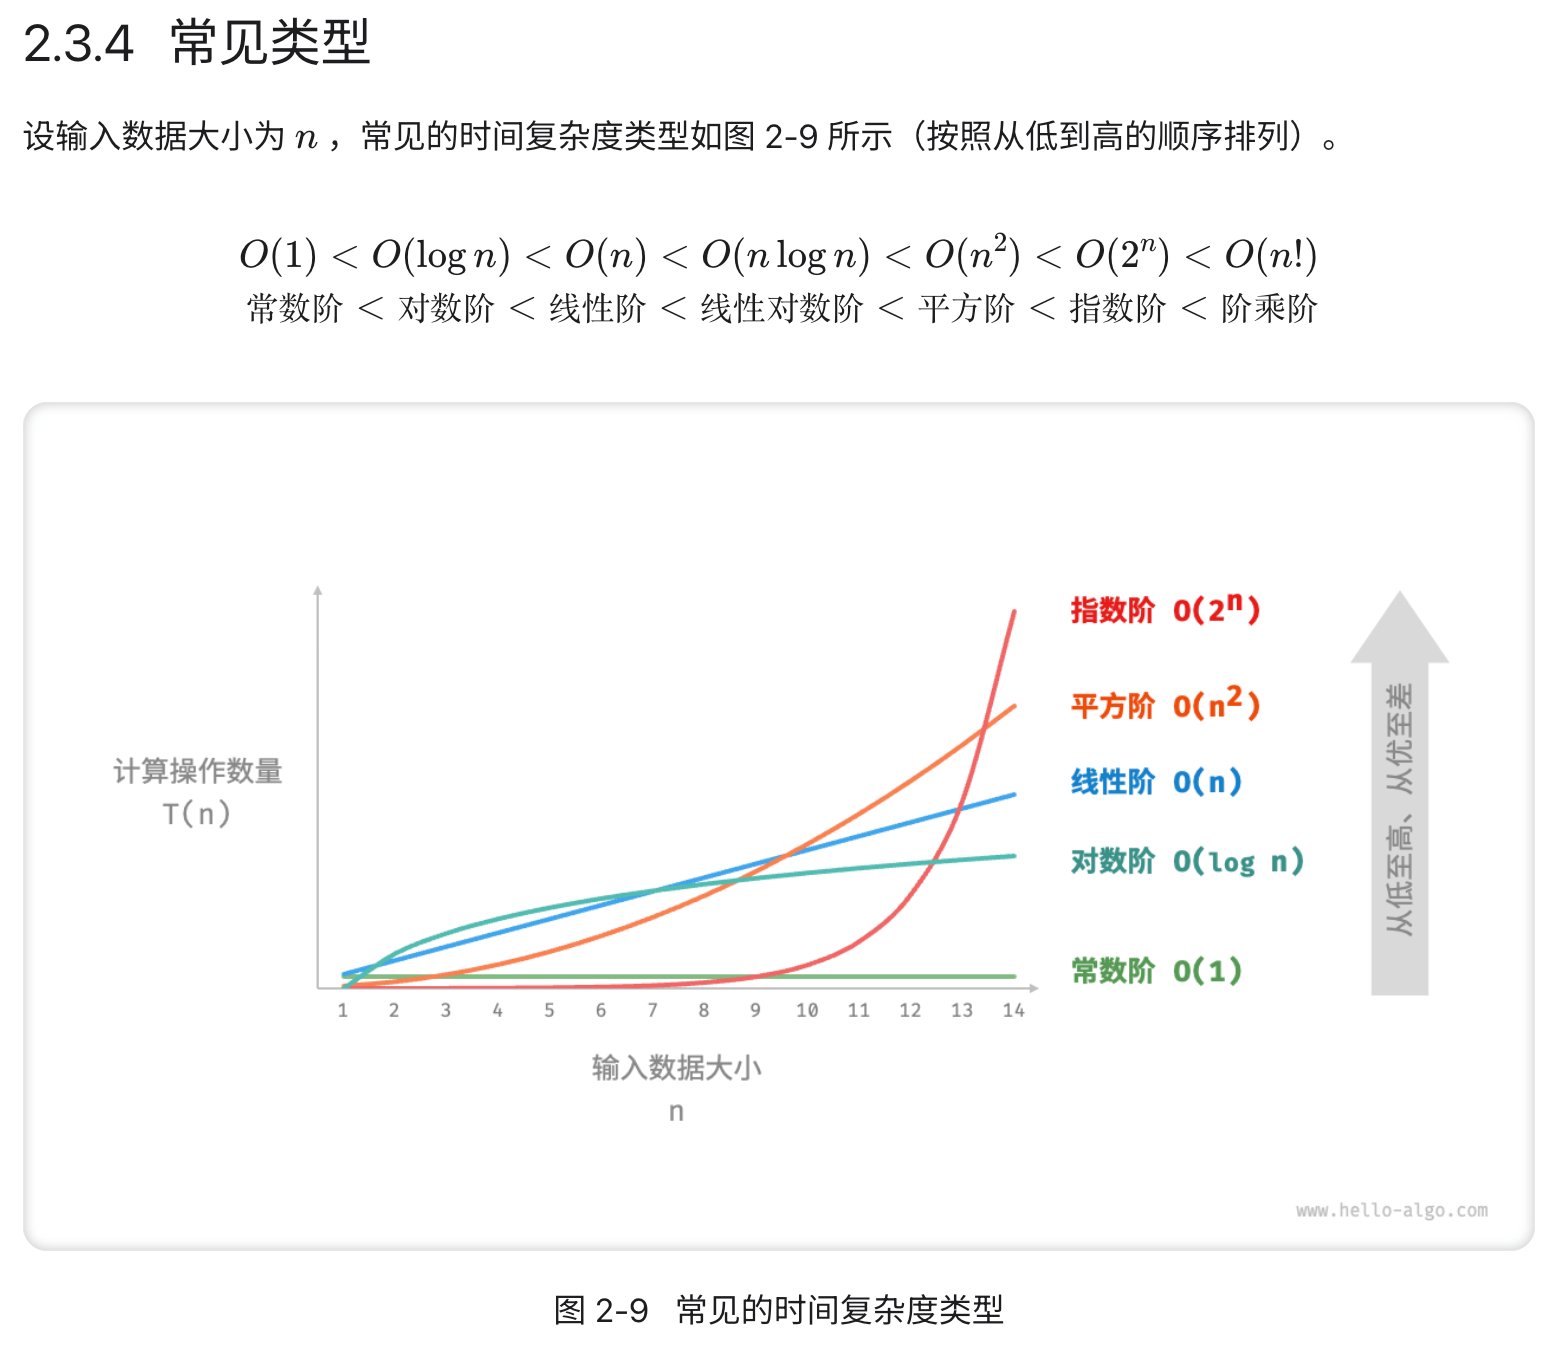 2.3.4 常见类型
设输入数据大小为 n ，常见的时间复杂度类型如图 2-9 所示（按照从低到高的顺序排列）。
O(1) < O(log n) < O(n) < O(n log n) < O(n²) < O(2ⁿ) < O(n!)
常数阶 < 对数阶 < 线性阶 < 线性对数阶 < 平方阶 < 指数阶 < 阶乘阶
指数阶 O(2ⁿ)
平方阶 O(n²)
线性阶 O(n)
对数阶 O(log n)
常数阶 O(1)
从低至高、从优至差
计算操作数量
T(n)
1 2 3 4 5 6 7 8 9 10 11 12 13 14
输入数据大小
n
www.hello-algo.com
图 2-9 常见的时间复杂度类型